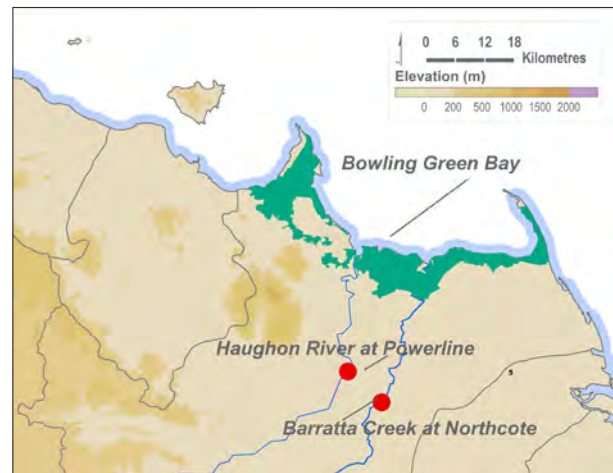 0 6 12 18
Kilometres
Elevation (m)
0 200 500 1000 2000
Bowling Green Bay
Haughon River at Powerline
5
Barratta Creek at Northcote